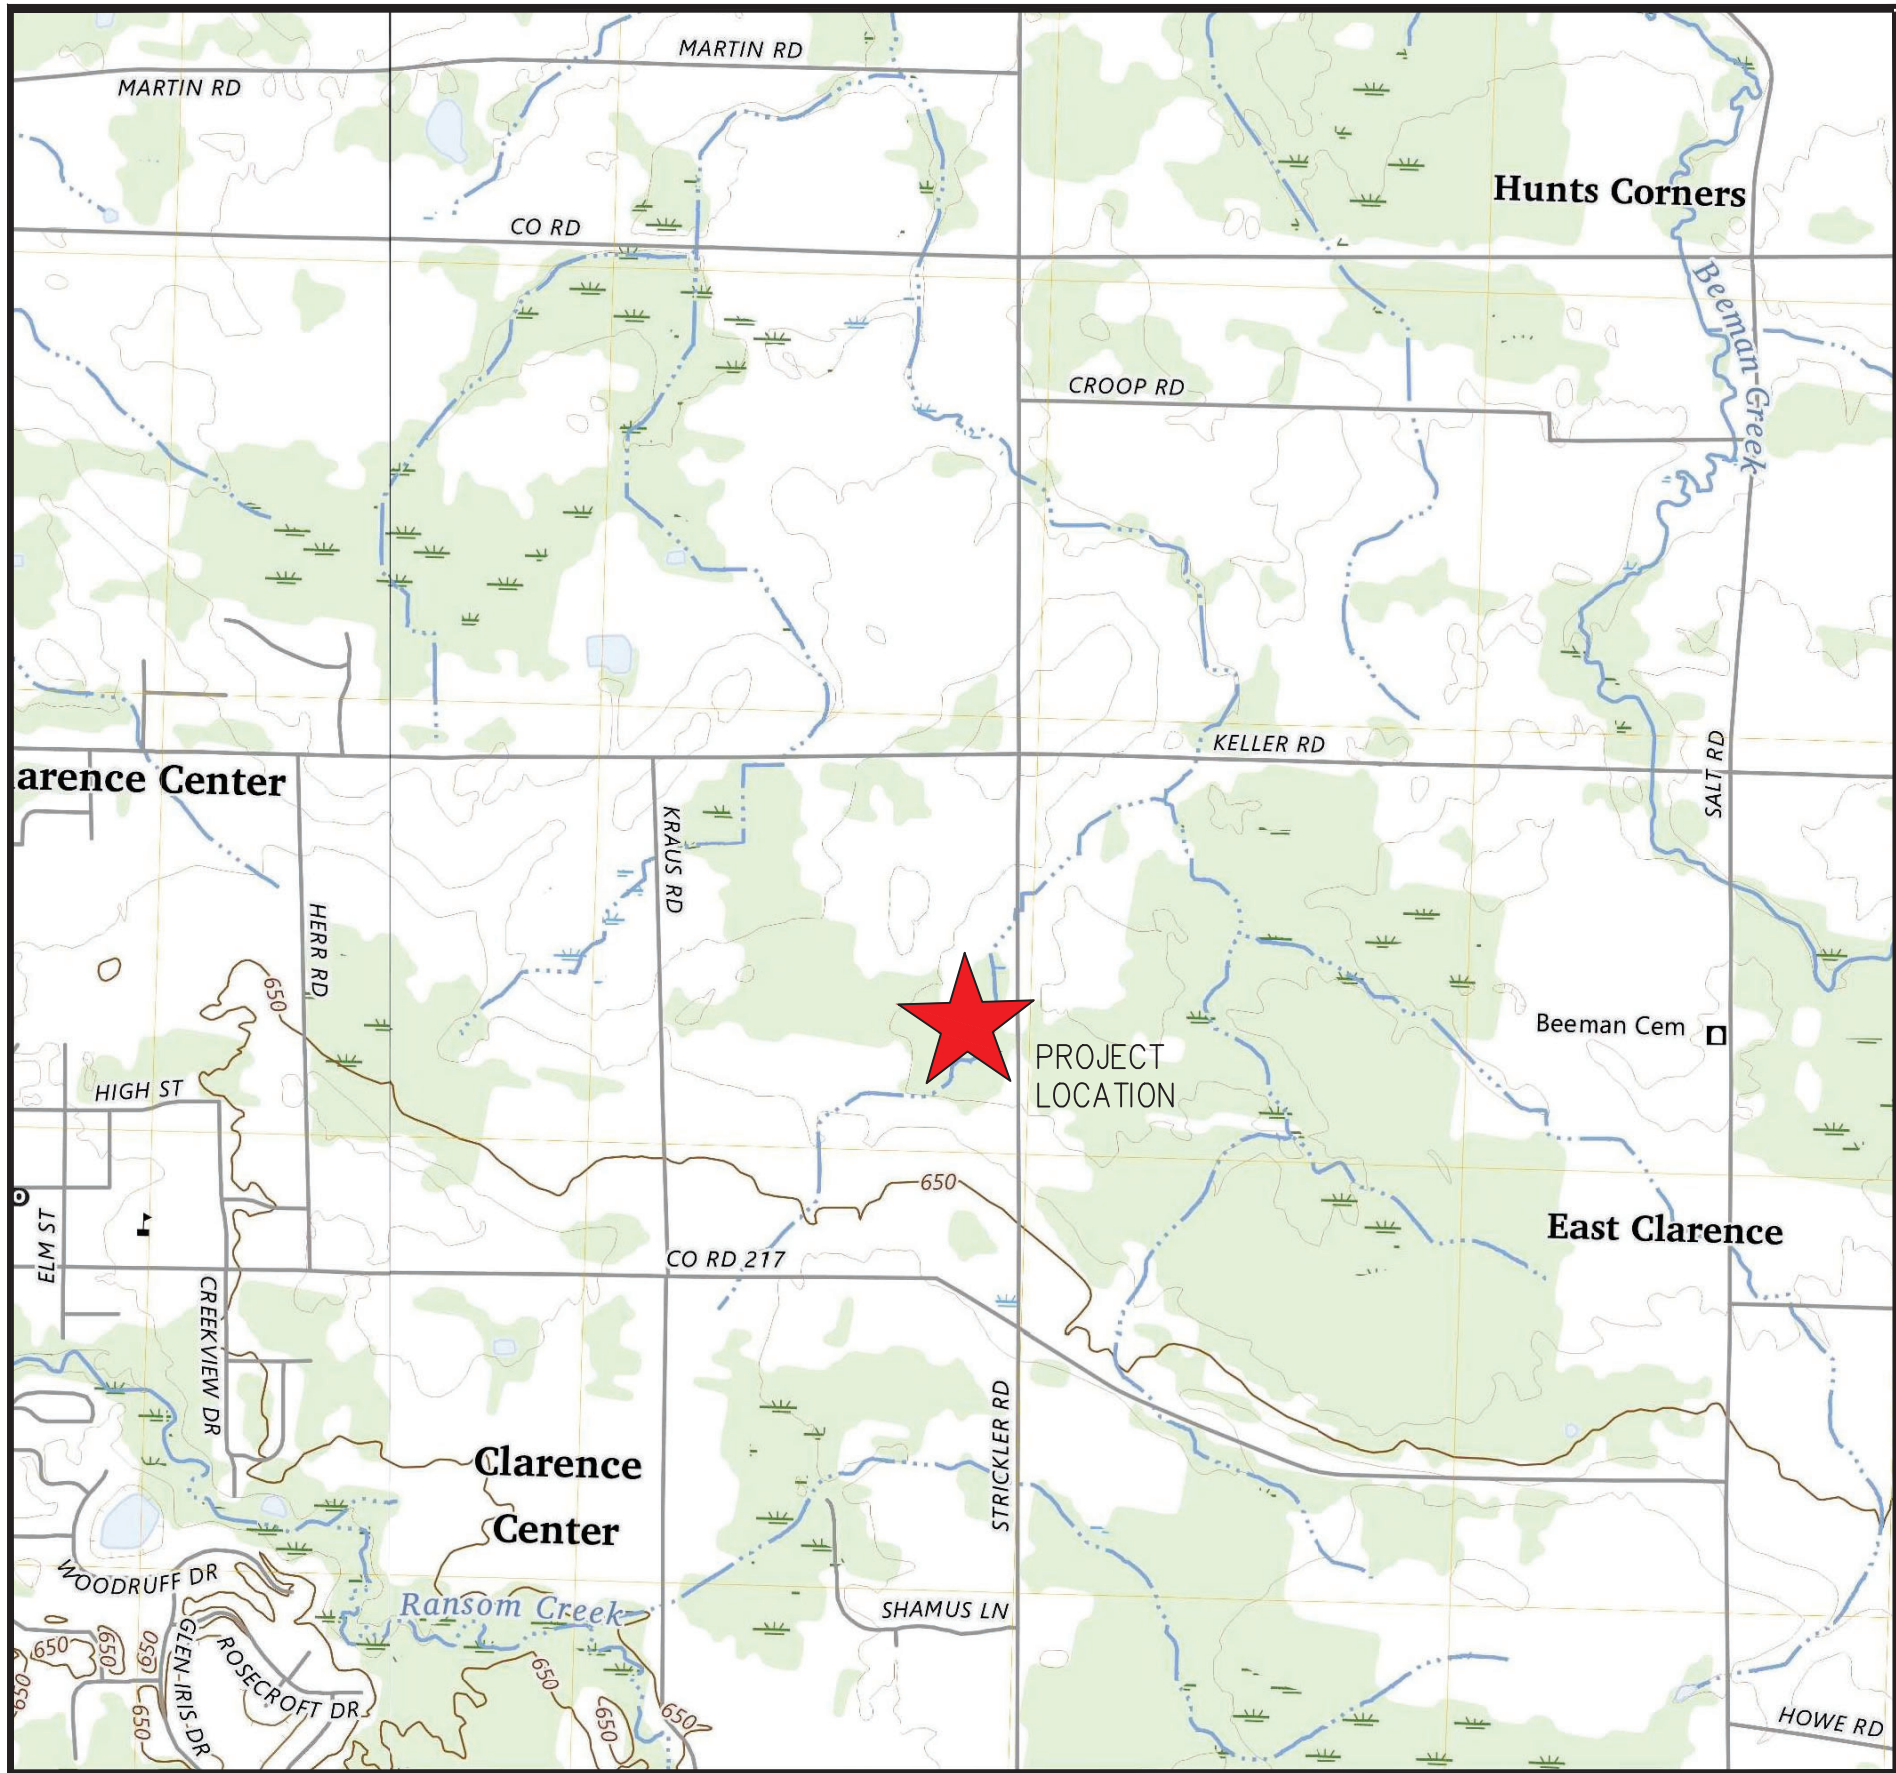 MARTIN RD
MARTIN RD
Hunts Corners
CO RD
Beeman Creek
CROOP RD
KELLER RD
SALT RD
larence Center
KRAUS RD
HERR RD
650
Beeman Cem
PROJECT
LOCATION
HIGH ST
650
ELM ST
East Clarence
CO RD 217
CREEKVIEW DR
STRICKLER RD
Clarence
Center
WOODRUFF DR
Ransom Creek
SHAMUS LN
GLEN-IRIS-DR
ROSECROFT DR
650
650
650
650
650
650
650
650
HOWE RD